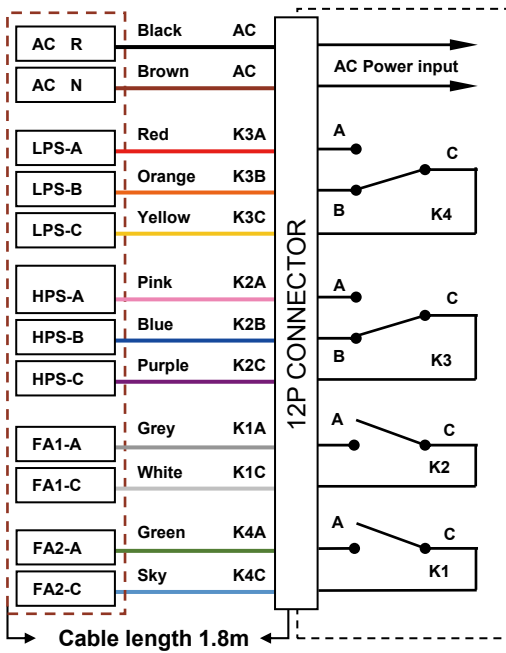 AC R Black AC
AC N Brown AC
AC Power input
LPS-A Red K3A A
LPS-B Orange K3B B C
LPS-C Yellow K3C K4
HPS-A Pink K2A A
HPS-B Blue K2B B C
HPS-C Purple K2C K3
12P CONNECTOR
FA1-A Grey K1A A C
FA1-C White K1C K2
FA2-A Green K4A A C
FA2-C Sky K4C K1
Cable length 1.8m